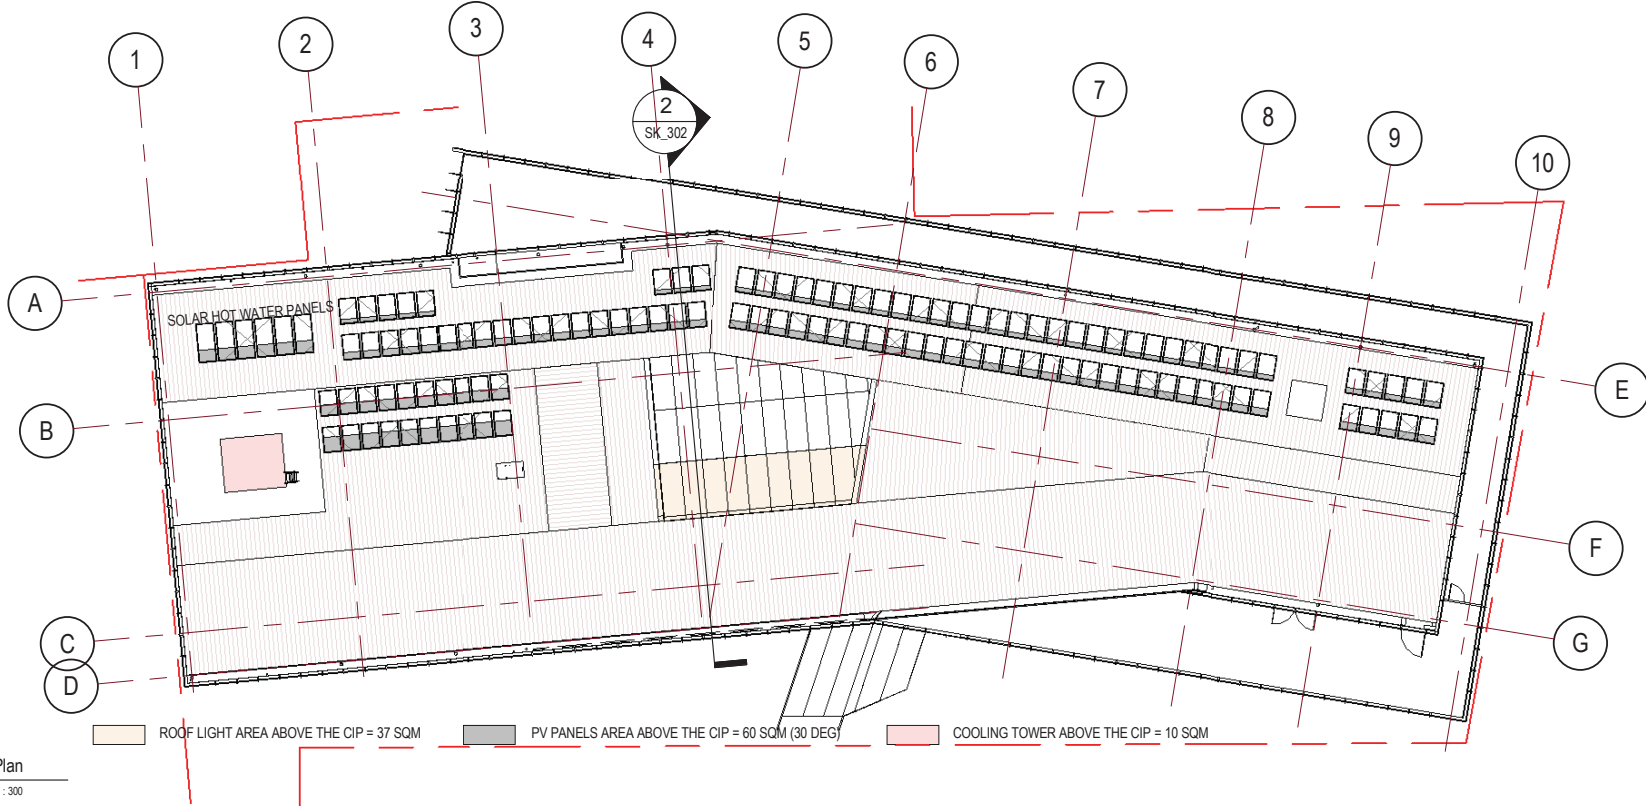 1
2
3
4
5
6
7
8
9
10
2
SK_302
A
B
C
D
E
F
G
SOLAR HOT WATER PANELS
ROOF LIGHT AREA ABOVE THE CIP = 37 SQM
PV PANELS AREA ABOVE THE CIP = 60 SQM (30 DEG)
COOLING TOWER ABOVE THE CIP = 10 SQM
Plan
: 300